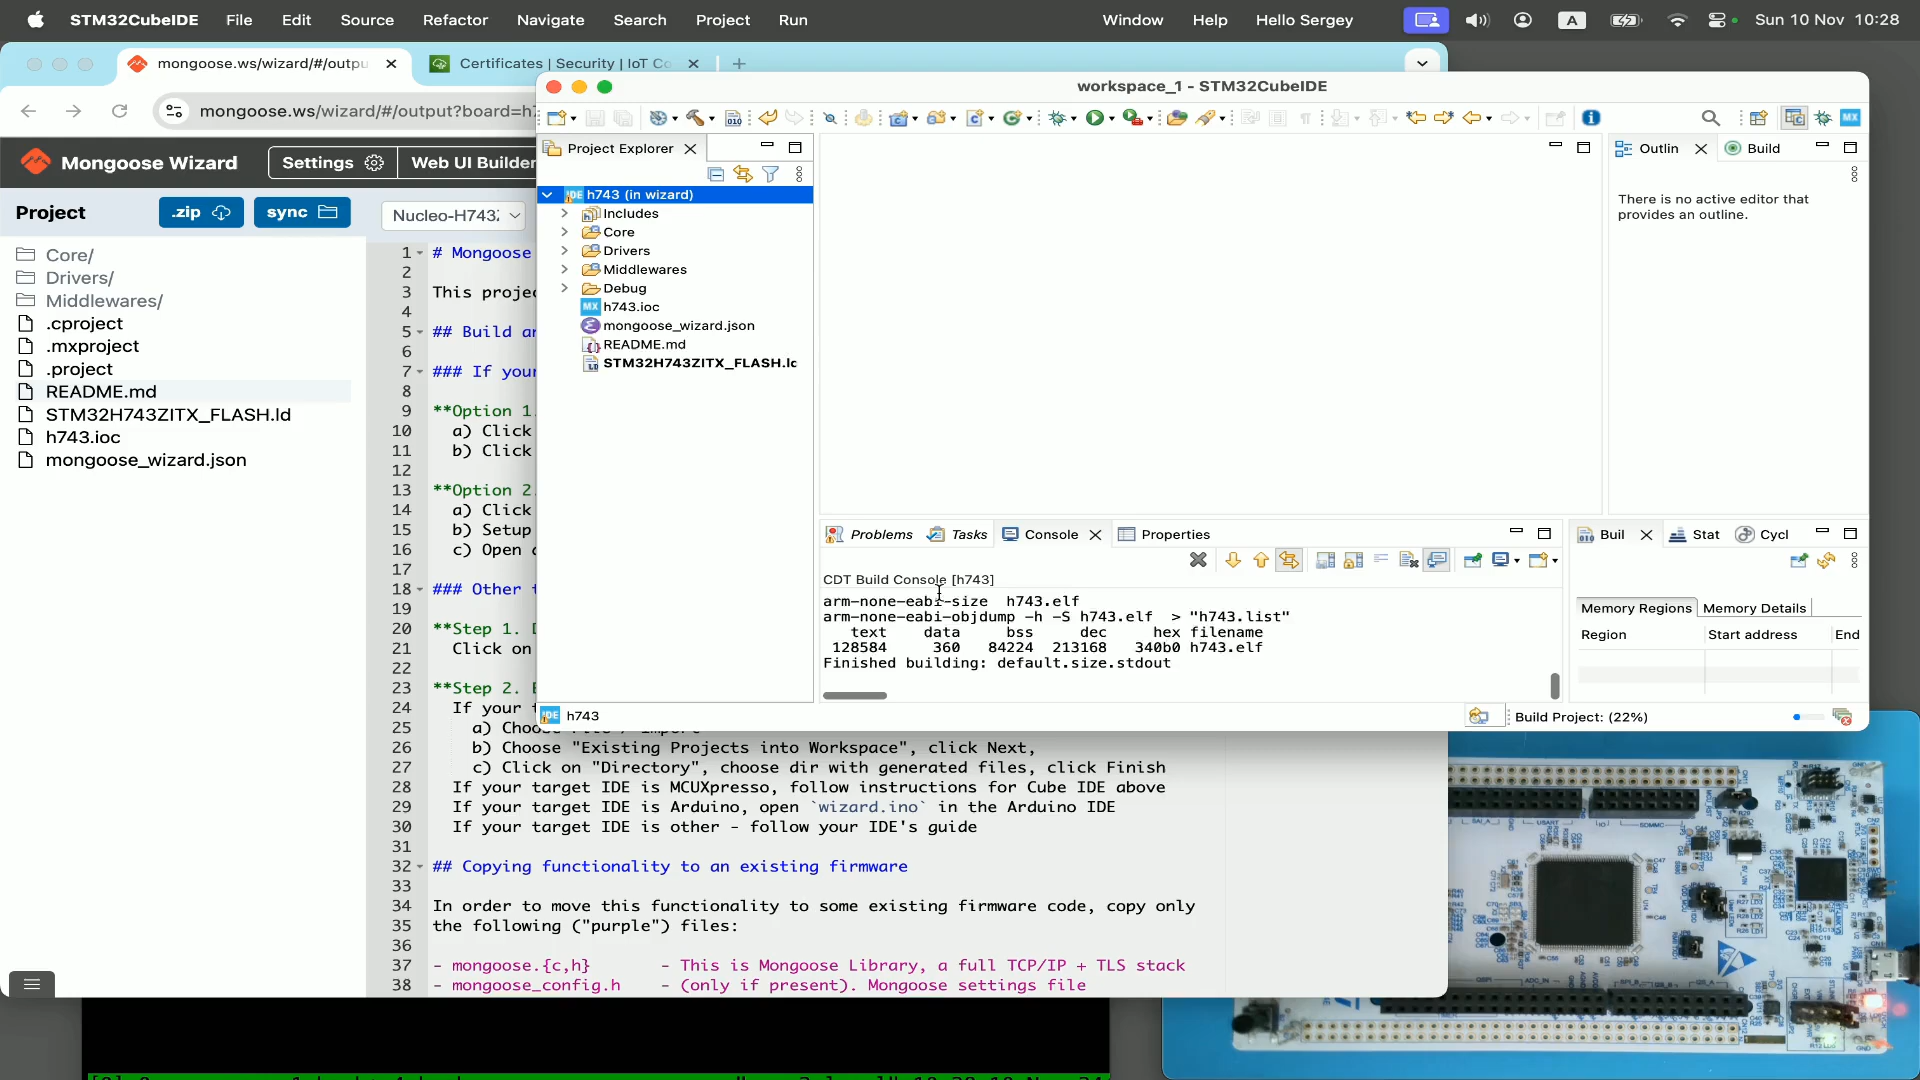 STM32CubeIDE File Edit Source Refactor Navigate Search Project Run Window Help Hello Sergey A Sun 10 Nov 10:28
mongoose.ws/wizard/#/outpu
Certificates | Security | IoT Co
mongoose.ws/wizard/#/output?board=h7
Mongoose Wizard Settings Web UI Builder
Project .zip sync Nucleo-H743Z
Core/
Drivers/
Middlewares/
.cproject
.mxproject
.project
README.md
STM32H743ZITX_FLASH.ld
h743.ioc
mongoose_wizard.json
1 # Mongoose
2
3 This projec
4
5 ## Build an
6
7 ### If your
8
9 **Option 1.
10 a) Click
11 b) Click
12
13 **Option 2.
14 a) Click
15 b) Setup
16 c) Open
17
18 ### Other
19
20 **Step 1.
21 Click on
22
23 **Step 2.
24 If your
25 a) Choose
26 b) Choose "Existing Projects into Workspace", click Next,
27 c) Click on "Directory", choose dir with generated files, click Finish
28 If your target IDE is MCUXpresso, follow instructions for Cube IDE above
29 If your target IDE is Arduino, open `wizard.ino` in the Arduino IDE
30 If your target IDE is other - follow your IDE's guide
31
32 ## Copying functionality to an existing firmware
33
34 In order to move this functionality to some existing firmware code, copy only
35 the following ("purple") files:
36
37 - mongoose.{c,h} - This is Mongoose Library, a full TCP/IP + TLS stack
38 - mongoose_config.h - (only if present). Mongoose settings file
workspace_1 - STM32CubeIDE
Project Explorer
h743 (in wizard)
Includes
Core
Drivers
Middlewares
Debug
MX h743.ioc
mongoose_wizard.json
README.md
STM32H743ZITX_FLASH.lc
Outlin Build
There is no active editor that
provides an outline.
Problems Tasks Console Properties
CDT Build Console [h743]
arm-none-eabi-size h743.elf
arm-none-eabi-objdump -h -S h743.elf > "h743.list"
text data bss dec hex filename
128584 360 84224 213168 340b0 h743.elf
Finished building: default.size.stdout
Buil Stat Cycl
Memory Regions Memory Details
Region Start address End
IDE h743
Build Project: (22%)